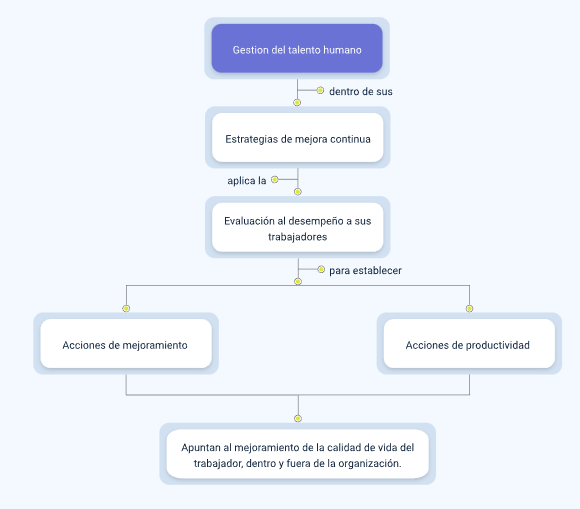 Gestion del talento humano
dentro de sus
Estrategias de mejora continua
aplica la
Evaluación al desempeño a sus
trabajadores
para establecer
Acciones de mejoramiento
Acciones de productividad
Apuntan al mejoramiento de la calidad de vida del
trabajador, dentro y fuera de la organización.